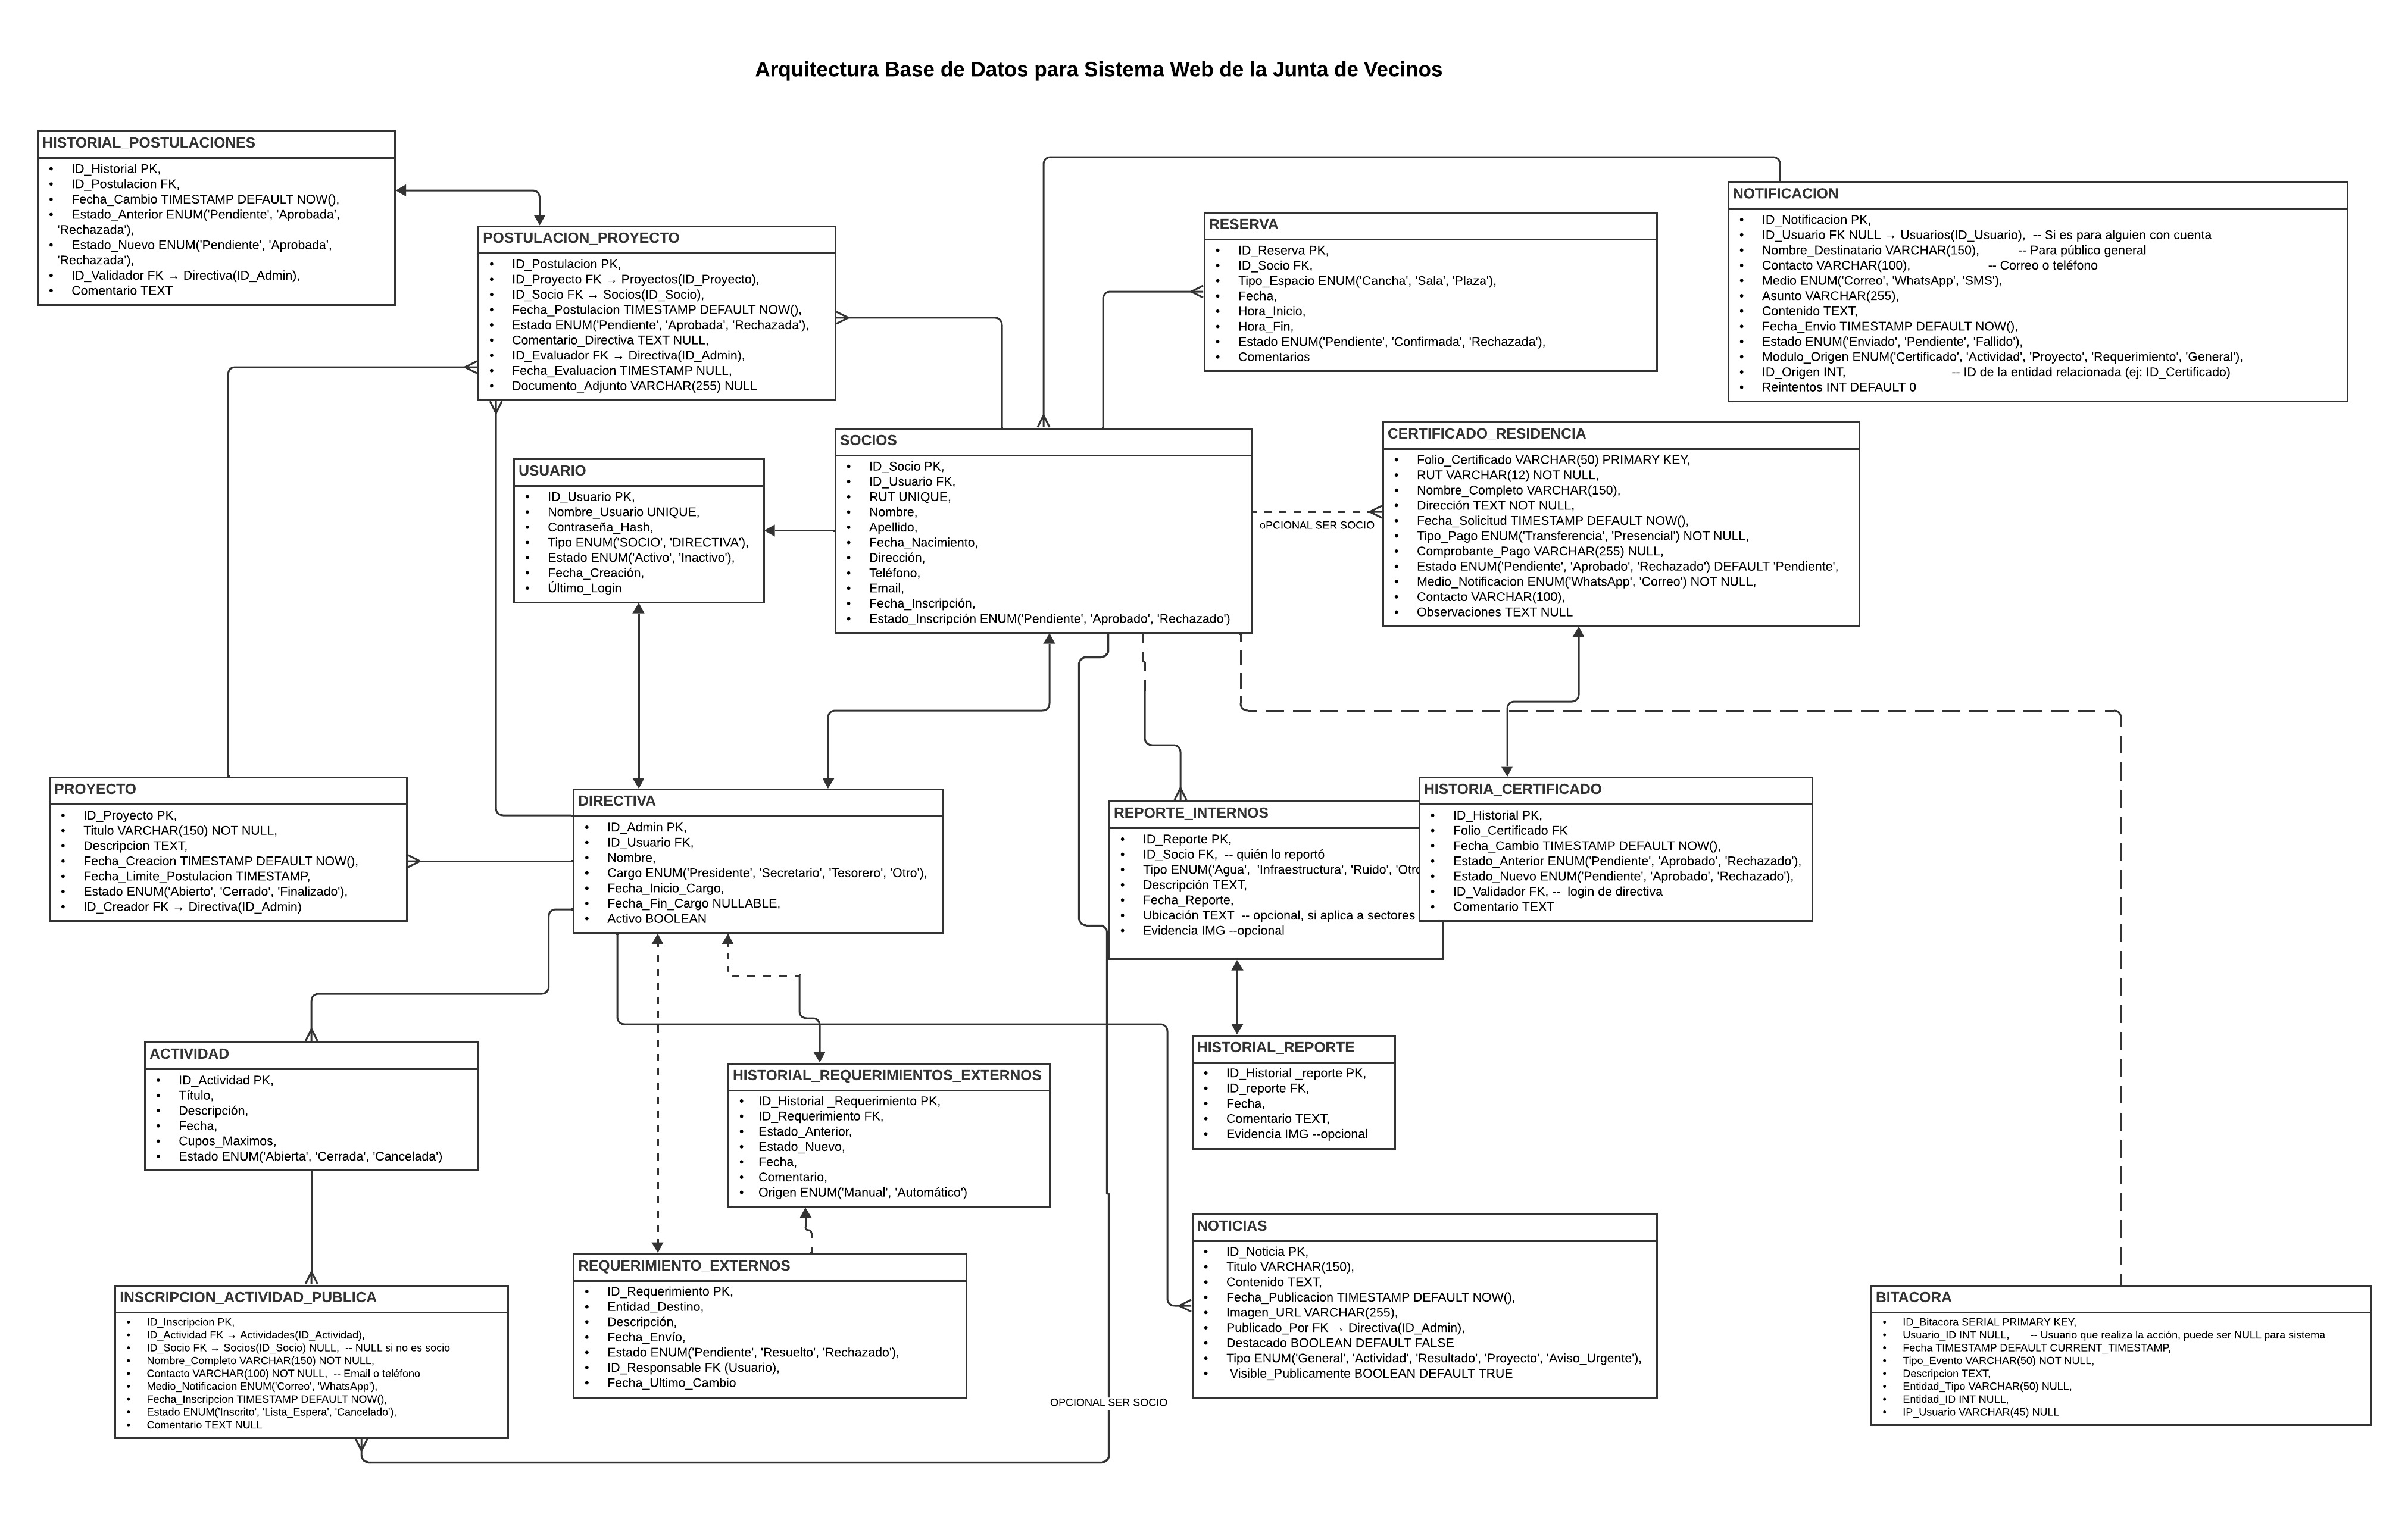 Arquitectura Base de Datos para Sistema Web de la Junta de Vecinos
HISTORIAL_POSTULACIONES
• ID_Historial PK,
• ID_Postulacion FK,
• Fecha_Cambio TIMESTAMP DEFAULT NOW(),
• Estado_Anterior ENUM('Pendiente', 'Aprobada',
'Rechazada'),
• Estado_Nuevo ENUM('Pendiente', 'Aprobada',
'Rechazada'),
• ID_Validador FK → Directiva(ID_Admin),
• Comentario TEXT
POSTULACION_PROYECTO
• ID_Postulacion PK,
• ID_Proyecto FK → Proyectos(ID_Proyecto),
• ID_Socio FK → Socios(ID_Socio),
• Fecha_Postulacion TIMESTAMP DEFAULT NOW(),
• Estado ENUM('Pendiente', 'Aprobada', 'Rechazada'),
• Comentario_Directiva TEXT NULL,
• ID_Evaluador FK → Directiva(ID_Admin),
• Fecha_Evaluacion TIMESTAMP NULL,
• Documento_Adjunto VARCHAR(255) NULL
RESERVA
• ID_Reserva PK,
• ID_Socio FK,
• Tipo_Espacio ENUM('Cancha', 'Sala', 'Plaza'),
• Fecha,
• Hora_Inicio,
• Hora_Fin,
• Estado ENUM('Pendiente', 'Confirmada', 'Rechazada'),
• Comentarios
NOTIFICACION
• ID_Notificacion PK,
• ID_Usuario FK NULL → Usuarios(ID_Usuario), -- Si es para alguien con cuenta
• Nombre_Destinatario VARCHAR(150), -- Para público general
• Contacto VARCHAR(100), -- Correo o teléfono
• Medio ENUM('Correo', 'WhatsApp', 'SMS'),
• Asunto VARCHAR(255),
• Contenido TEXT,
• Fecha_Envio TIMESTAMP DEFAULT NOW(),
• Estado ENUM('Enviado', 'Pendiente', 'Fallido'),
• Modulo_Origen ENUM('Certificado', 'Actividad', 'Proyecto', 'Requerimiento', 'General'),
• ID_Origen INT, -- ID de la entidad relacionada (ej: ID_Certificado)
• Reintentos INT DEFAULT 0
USUARIO
• ID_Usuario PK,
• Nombre_Usuario UNIQUE,
• Contraseña_Hash,
• Tipo ENUM('SOCIO', 'DIRECTIVA'),
• Estado ENUM('Activo', 'Inactivo'),
• Fecha_Creación,
• Último_Login
SOCIOS
• ID_Socio PK,
• ID_Usuario FK,
• RUT UNIQUE,
• Nombre,
• Apellido,
• Fecha_Nacimiento,
• Dirección,
• Teléfono,
• Email,
• Fecha_Inscripción,
• Estado_Inscripción ENUM('Pendiente', 'Aprobado', 'Rechazado')
oPCIONAL SER SOCIO
CERTIFICADO_RESIDENCIA
• Folio_Certificado VARCHAR(50) PRIMARY KEY,
• RUT VARCHAR(12) NOT NULL,
• Nombre_Completo VARCHAR(150),
• Dirección TEXT NOT NULL,
• Fecha_Solicitud TIMESTAMP DEFAULT NOW(),
• Tipo_Pago ENUM('Transferencia', 'Presencial') NOT NULL,
• Comprobante_Pago VARCHAR(255) NULL,
• Estado ENUM('Pendiente', 'Aprobado', 'Rechazado') DEFAULT 'Pendiente',
• Medio_Notificacion ENUM('WhatsApp', 'Correo') NOT NULL,
• Contacto VARCHAR(100),
• Observaciones TEXT NULL
PROYECTO
• ID_Proyecto PK,
• Titulo VARCHAR(150) NOT NULL,
• Descripcion TEXT,
• Fecha_Creacion TIMESTAMP DEFAULT NOW(),
• Fecha_Limite_Postulacion TIMESTAMP,
• Estado ENUM('Abierto', 'Cerrado', 'Finalizado'),
• ID_Creador FK → Directiva(ID_Admin)
DIRECTIVA
• ID_Admin PK,
• ID_Usuario FK,
• Nombre,
• Cargo ENUM('Presidente', 'Secretario', 'Tesorero', 'Otro'),
• Fecha_Inicio_Cargo,
• Fecha_Fin_Cargo NULLABLE,
• Activo BOOLEAN
REPORTE_INTERNOS
• ID_Reporte PK,
• ID_Socio FK, -- quién lo reportó
• Tipo ENUM('Agua', 'Infraestructura', 'Ruido', 'Otro
• Descripción TEXT,
• Fecha_Reporte,
• Ubicación TEXT -- opcional, si aplica a sectores
• Evidencia IMG --opcional
HISTORIA_CERTIFICADO
• ID_Historial PK,
• Folio_Certificado FK
• Fecha_Cambio TIMESTAMP DEFAULT NOW(),
• Estado_Anterior ENUM('Pendiente', 'Aprobado', 'Rechazado'),
• Estado_Nuevo ENUM('Pendiente', 'Aprobado', 'Rechazado'),
• ID_Validador FK, -- login de directiva
• Comentario TEXT
ACTIVIDAD
• ID_Actividad PK,
• Título,
• Descripción,
• Fecha,
• Cupos_Maximos,
• Estado ENUM('Abierta', 'Cerrada', 'Cancelada')
HISTORIAL_REQUERIMIENTOS_EXTERNOS
• ID_Historial _Requerimiento PK,
• ID_Requerimiento FK,
• Estado_Anterior,
• Estado_Nuevo,
• Fecha,
• Comentario,
• Origen ENUM('Manual', 'Automático')
HISTORIAL_REPORTE
• ID_Historial _reporte PK,
• ID_reporte FK,
• Fecha,
• Comentario TEXT,
• Evidencia IMG --opcional
INSCRIPCION_ACTIVIDAD_PUBLICA
• ID_Inscripcion PK,
• ID_Actividad FK → Actividades(ID_Actividad),
• ID_Socio FK → Socios(ID_Socio) NULL, -- NULL si no es socio
• Nombre_Completo VARCHAR(150) NOT NULL,
• Contacto VARCHAR(100) NOT NULL, -- Email o teléfono
• Medio_Notificacion ENUM('Correo', 'WhatsApp'),
• Fecha_Inscripcion TIMESTAMP DEFAULT NOW(),
• Estado ENUM('Inscrito', 'Lista_Espera', 'Cancelado'),
• Comentario TEXT NULL
REQUERIMIENTO_EXTERNOS
• ID_Requerimiento PK,
• Entidad_Destino,
• Descripción,
• Fecha_Envío,
• Estado ENUM('Pendiente', 'Resuelto', 'Rechazado'),
• ID_Responsable FK (Usuario),
• Fecha_Ultimo_Cambio
OPCIONAL SER SOCIO
NOTICIAS
• ID_Noticia PK,
• Titulo VARCHAR(150),
• Contenido TEXT,
• Fecha_Publicacion TIMESTAMP DEFAULT NOW(),
• Imagen_URL VARCHAR(255),
• Publicado_Por FK → Directiva(ID_Admin),
• Destacado BOOLEAN DEFAULT FALSE
• Tipo ENUM('General', 'Actividad', 'Resultado', 'Proyecto', 'Aviso_Urgente'),
• Visible_Publicamente BOOLEAN DEFAULT TRUE
BITACORA
• ID_Bitacora SERIAL PRIMARY KEY,
• Usuario_ID INT NULL, -- Usuario que realiza la acción, puede ser NULL para sistema
• Fecha TIMESTAMP DEFAULT CURRENT_TIMESTAMP,
• Tipo_Evento VARCHAR(50) NOT NULL,
• Descripcion TEXT,
• Entidad_Tipo VARCHAR(50) NULL,
• Entidad_ID INT NULL,
• IP_Usuario VARCHAR(45) NULL